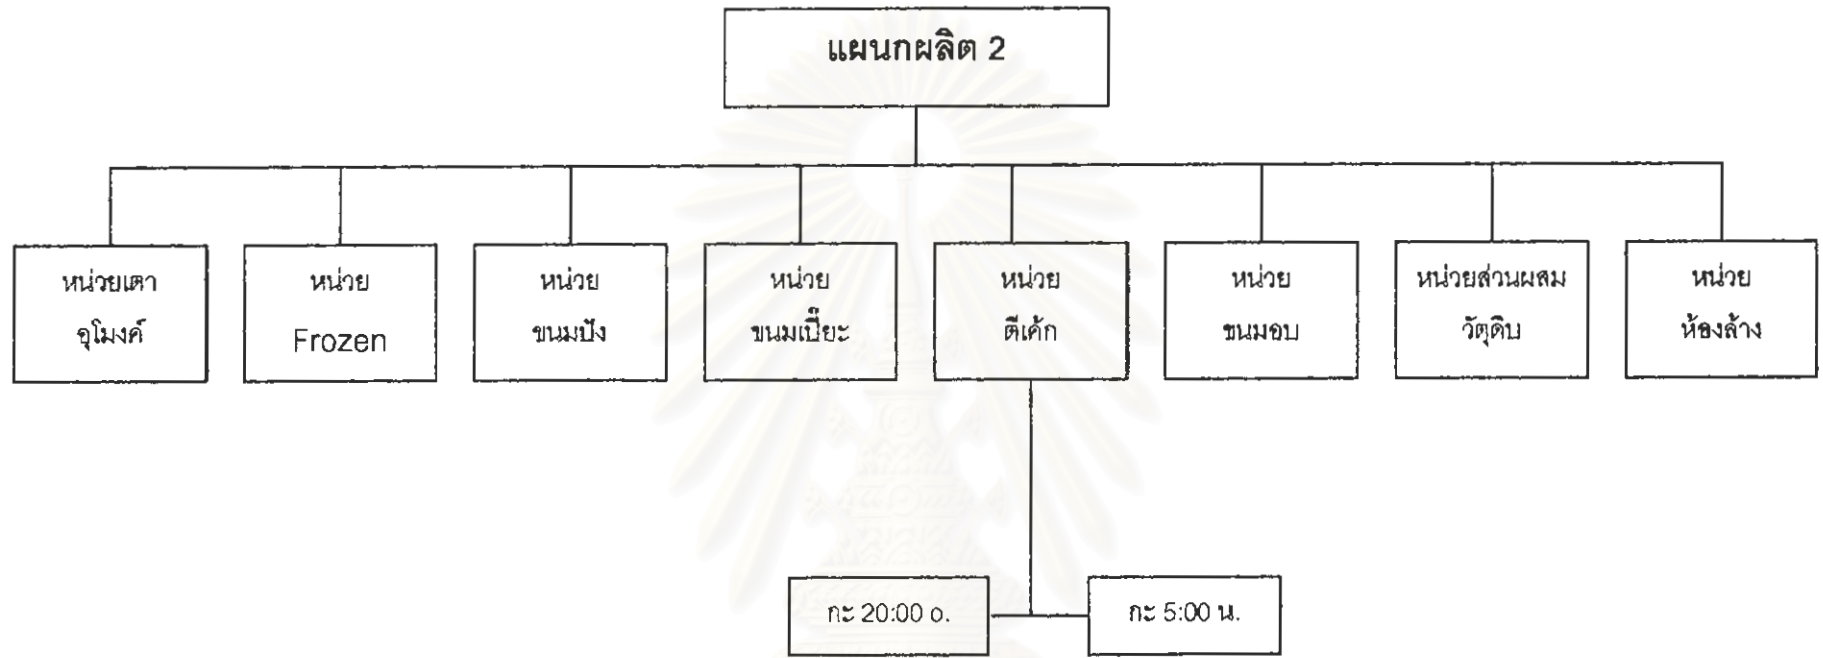 แผนกผลิต 2
หน่วยเตา
อุโมงค์
หน่วย
Frozen
หน่วย
ขนมปัง
หน่วย
ขนมเปี๊ยะ
หน่วย
ตีเค้ก
หน่วย
ขนมอบ
หน่วยส่วนผสม
วัตุดิบ
หน่วย
ห้องล้าง
กะ 20:00 o.
กะ 5:00 น.